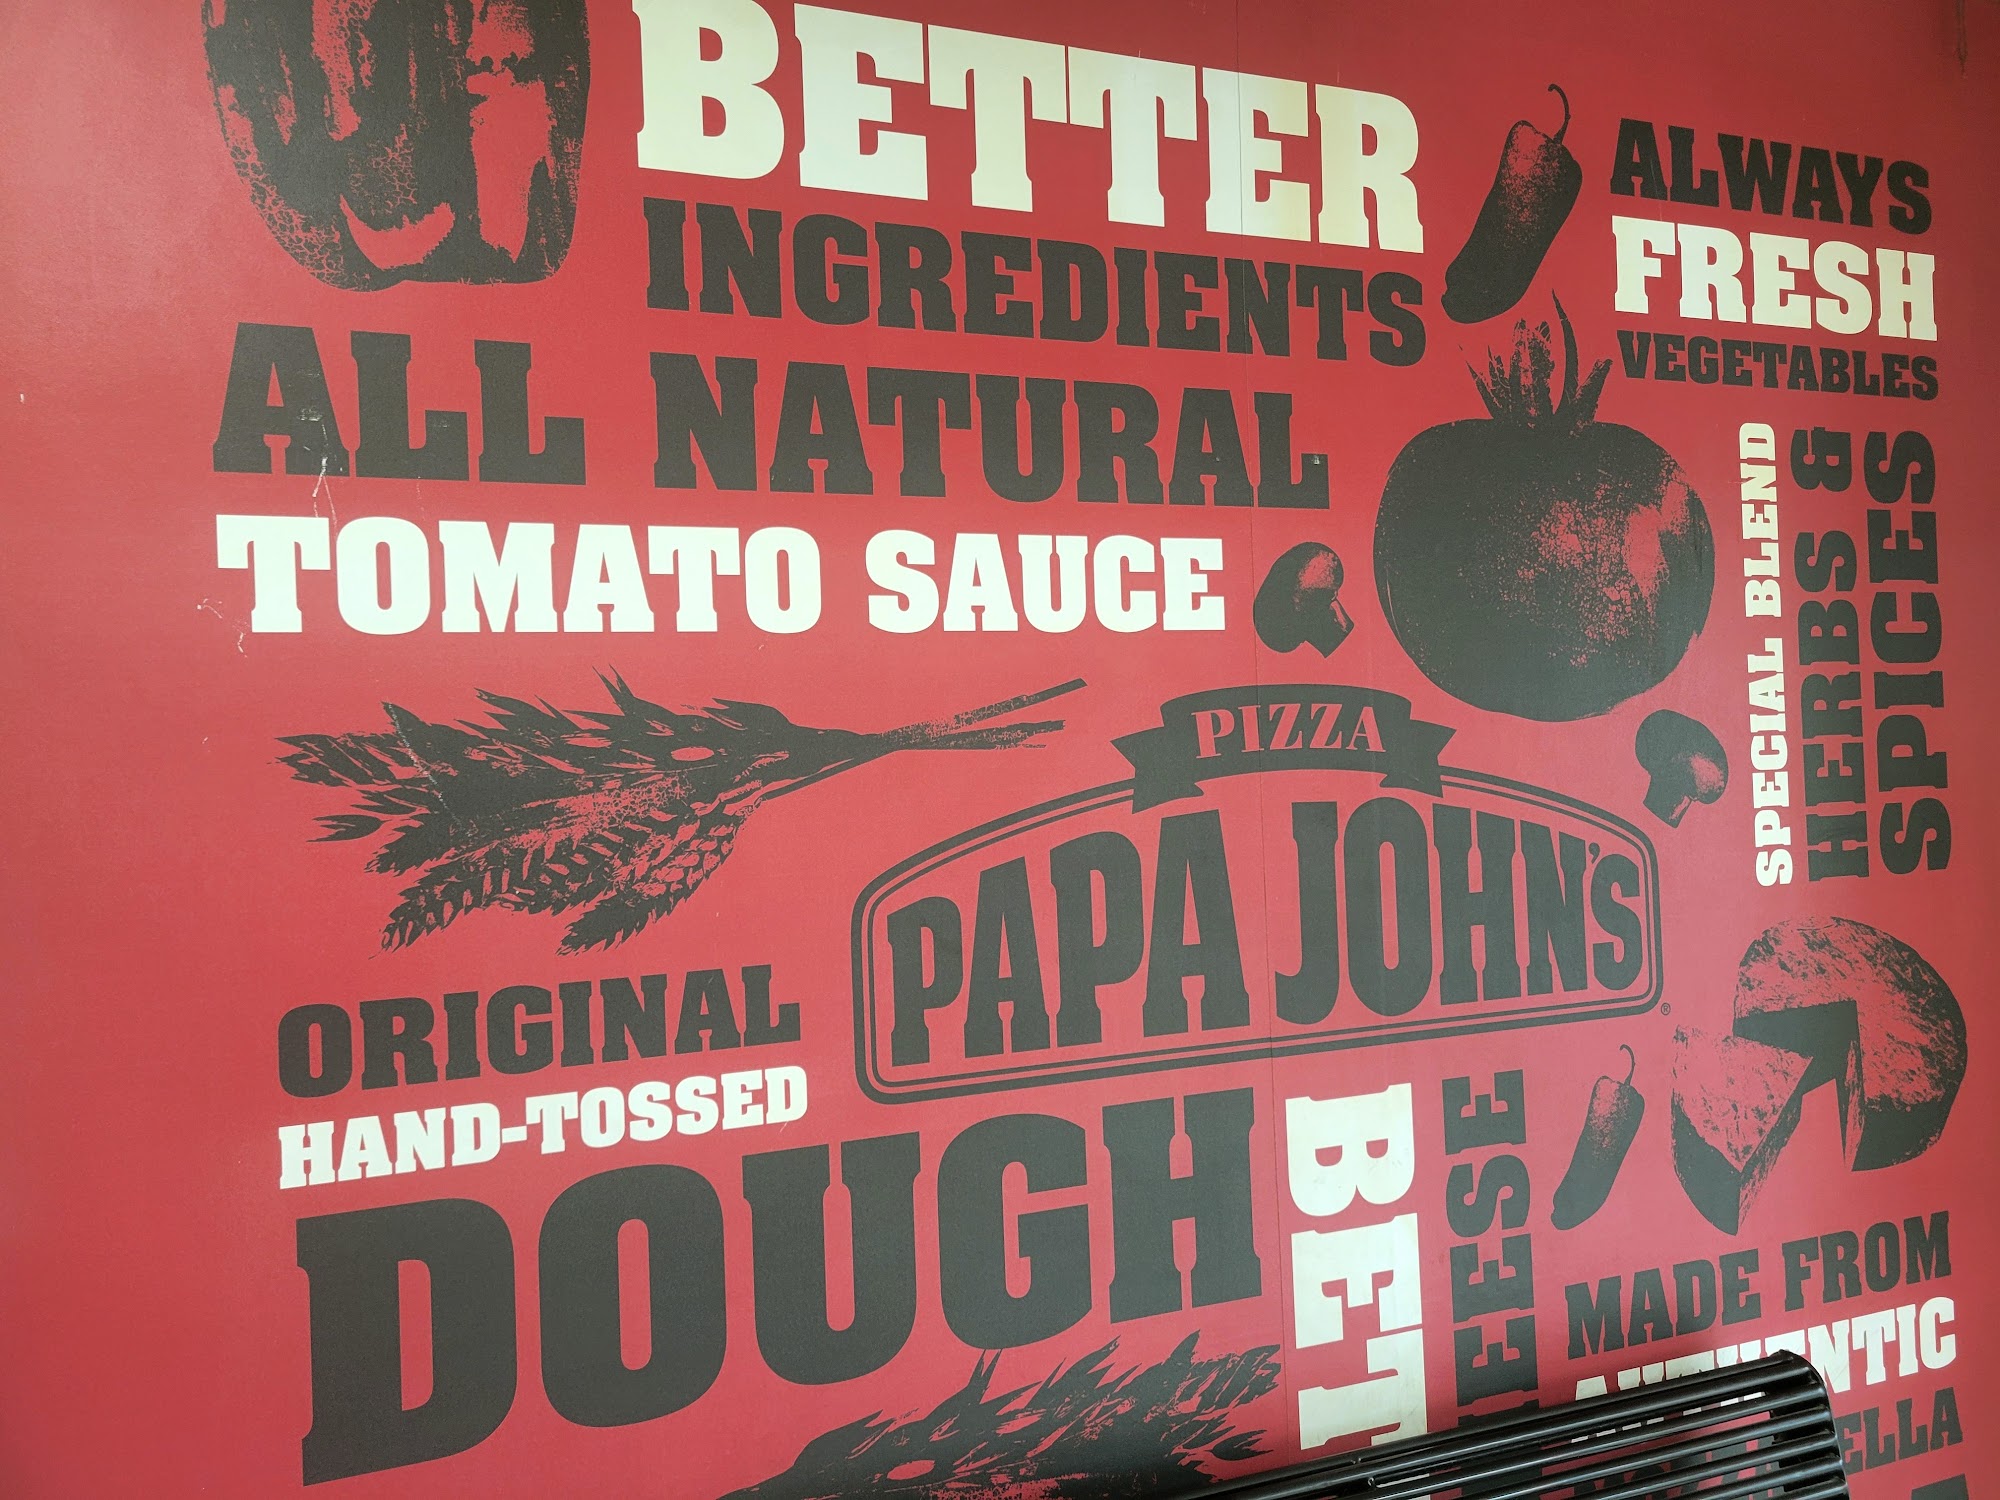 BETTER
INGREDIENTS
ALL NATURAL
TOMATO SAUCE
ALWAYS
FRESH
VEGETABLES
SPECIAL BLEND
HERBS &
SPICES
PIZZA
PAPA JOHN'S
®
ORIGINAL
HAND-TOSSED
DOUGH
MADE FROM
AUTHENTIC